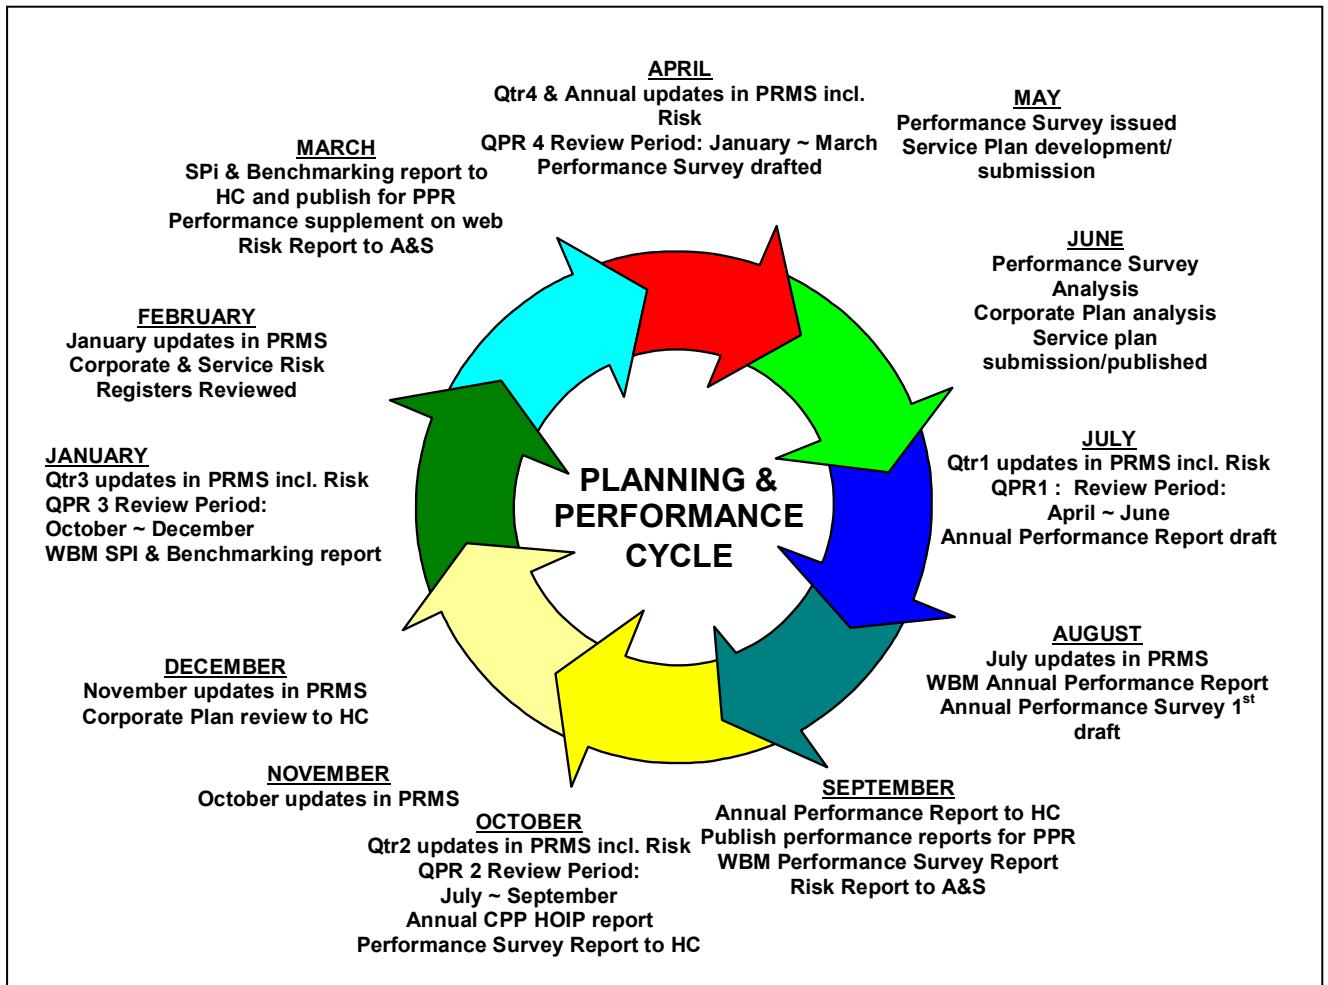 APRIL
Qtr4 & Annual updates in PRMS incl.
Risk
QPR 4 Review Period: January ~ March
Performance Survey drafted
MAY
Performance Survey issued
Service Plan development/
submission
JUNE
Performance Survey
Analysis
Corporate Plan analysis
Service plan
submission/published
JULY
Qtr1 updates in PRMS incl. Risk
QPR1 : Review Period:
April ~ June
Annual Performance Report draft
AUGUST
July updates in PRMS
WBM Annual Performance Report
Annual Performance Survey 1st
draft
SEPTEMBER
Annual Performance Report to HC
Publish performance reports for PPR
WBM Performance Survey Report
Risk Report to A&S
OCTOBER
Qtr2 updates in PRMS incl. Risk
QPR 2 Review Period:
July ~ September
Annual CPP HOIP report
Performance Survey Report to HC
NOVEMBER
October updates in PRMS
DECEMBER
November updates in PRMS
Corporate Plan review to HC
JANUARY
Qtr3 updates in PRMS incl. Risk
QPR 3 Review Period:
October ~ December
WBM SPI & Benchmarking report
FEBRUARY
January updates in PRMS
Corporate & Service Risk
Registers Reviewed
MARCH
SPi & Benchmarking report to
HC and publish for PPR
Performance supplement on web
Risk Report to A&S
PLANNING &
PERFORMANCE
CYCLE